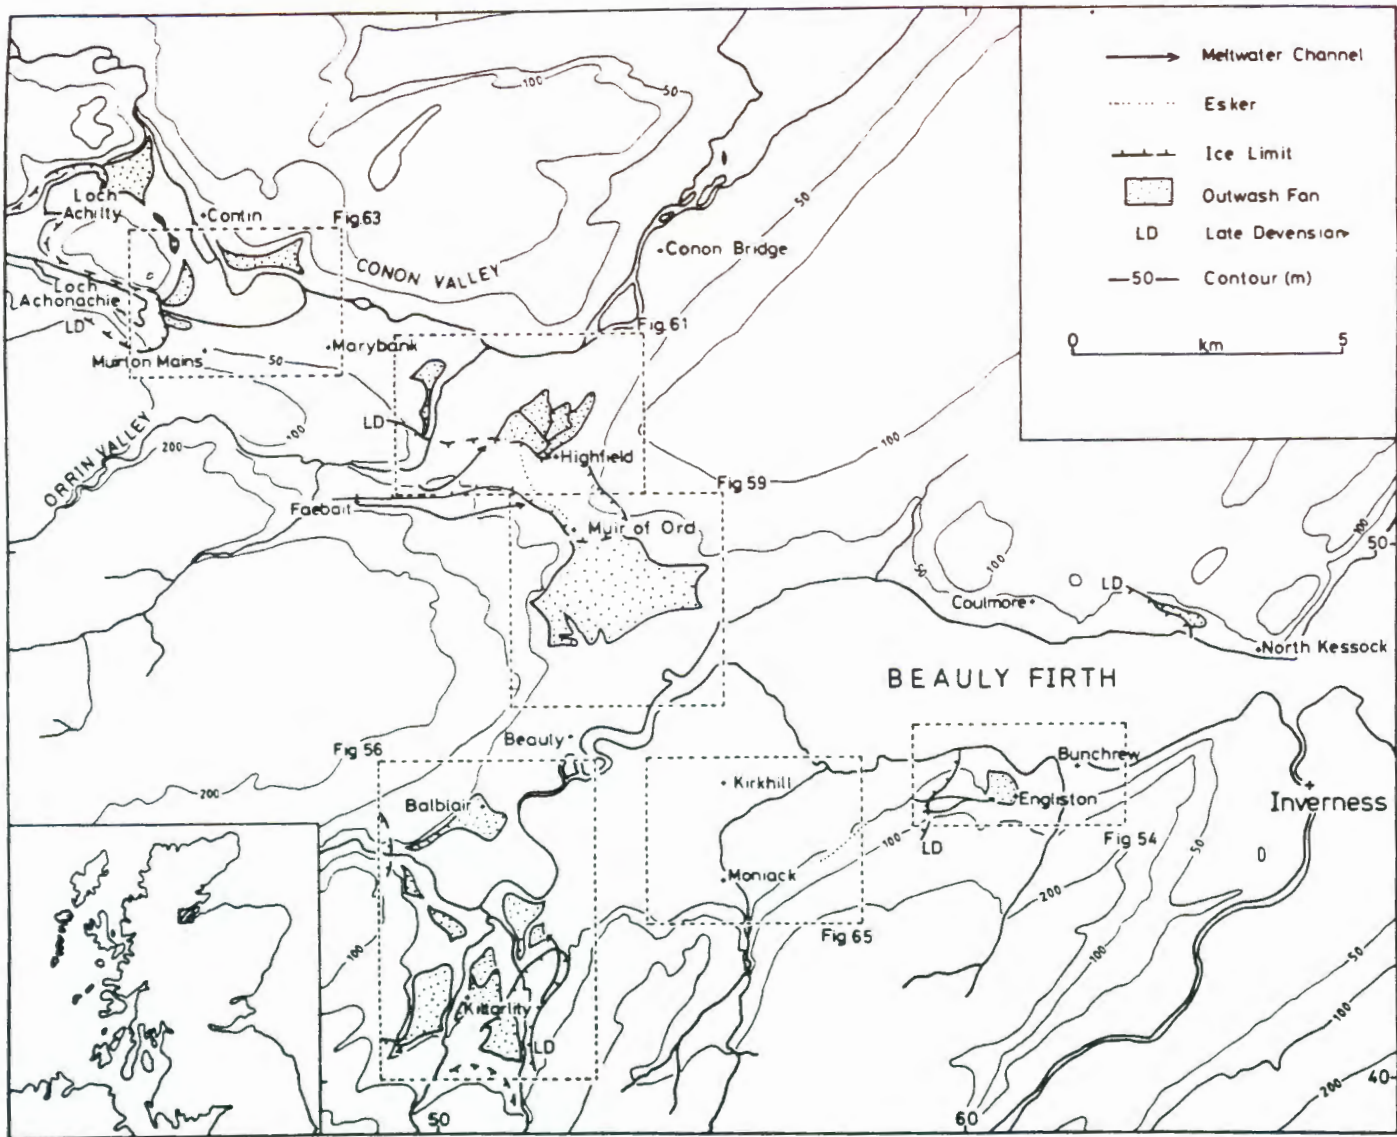 Meltwater Channel
Esker
Ice Limit
Outwash Fan
LD Late Devensian
—50— Contour (m)
0 km 5
100
50
50
Loch
Achilty
Contin
Fig.63
Conon Bridge
CONON VALLEY
Loch
Achonachie
LD
Fig.61
Muirton Mains
Marybank
50
LD
100
100
200
ORRIN VALLEY
Highfield
Fig 59
Faebait
Muir of Ord
50
100
100
50
LD
Coulmore
North Kessock
BEAULY FIRTH
Beauly
Fig 56
Kirkhill
Bunchrew
200
Balblair
Engliston
Inverness
100
LD
Fig 54
50
Moniack
200
Fig 65
100
100
50
100
Kiltarlity
LD
200
40
50
60